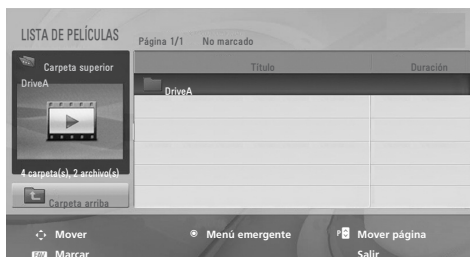 LISTA DE PELÍCULAS
Página 1/1 No marcado
Carpeta superior
Título Duración
DriveA
DriveA
4 carpeta(s), 2 archivo(s)
Carpeta arriba
Mover Menú emergente P Mover página
FAV Marcar Salir